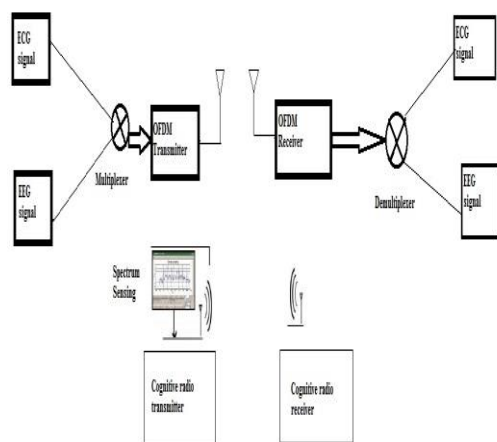 ECG
signal
ECG
signal
OFDM
Transmitter
OFDM
Receiver
Multiplexer
EEG
signal
Demultiplexer
EEG
signal
Spectrum
Sensing
Cognitive radio
transmitter
Cognitive radio
receiver